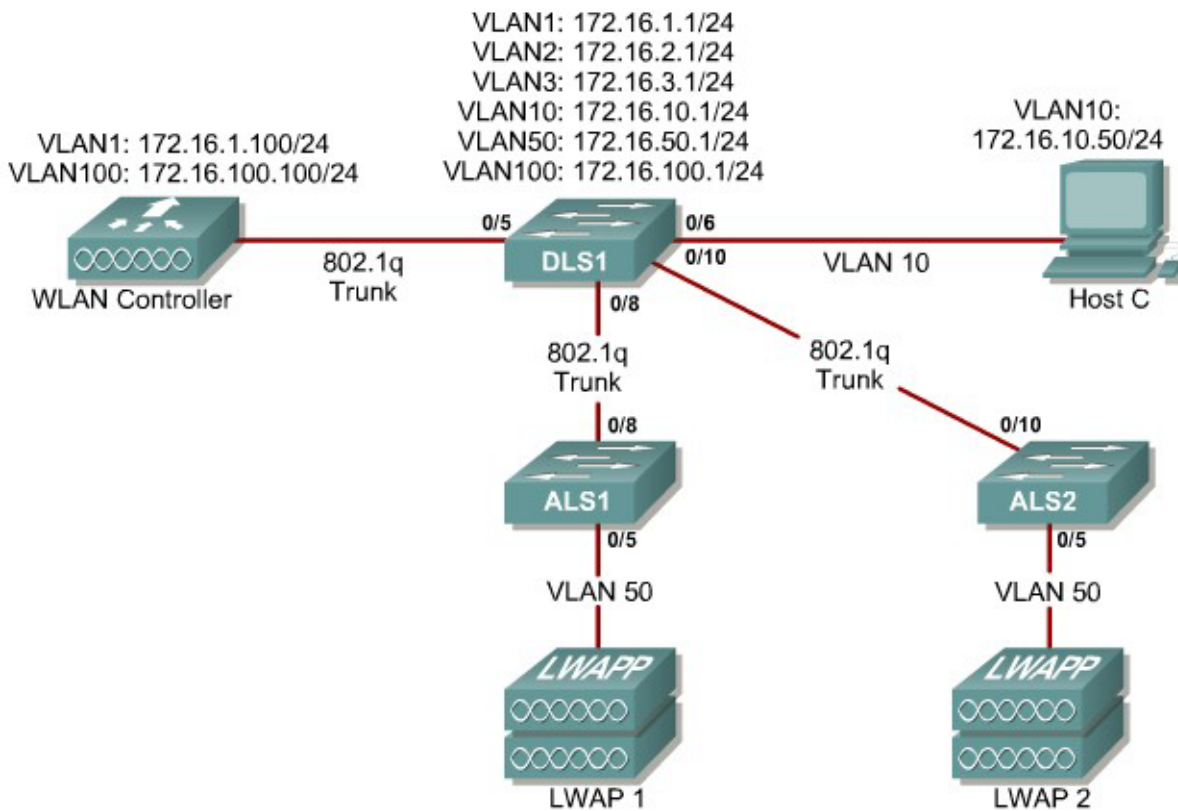 VLAN1: 172.16.1.1/24
VLAN2: 172.16.2.1/24
VLAN3: 172.16.3.1/24
VLAN10: 172.16.10.1/24
VLAN50: 172.16.50.1/24
VLAN100: 172.16.100.1/24
VLAN1: 172.16.1.100/24
VLAN100: 172.16.100.100/24
VLAN10:
172.16.10.50/24
0/5
DLS1
0/6
0/10
0/8
802.1q
Trunk
WLAN Controller
VLAN 10
Host C
802.1q
Trunk
802.1q
Trunk
0/8
ALS1
0/5
0/10
ALS2
0/5
VLAN 50
VLAN 50
LWAPP
LWAP 1
LWAPP
LWAP 2